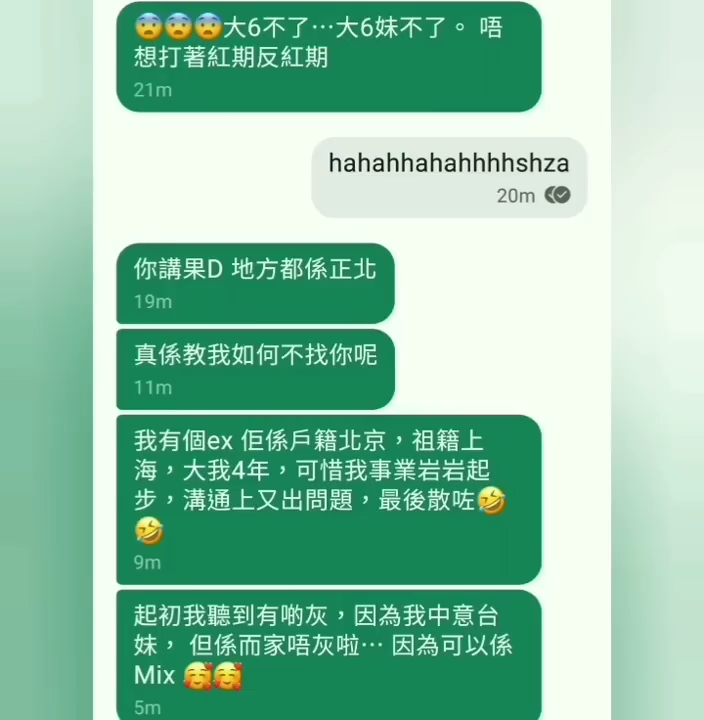 😨😨😨大6不了…大6妹不了。 唔
想打著紅期反紅期
21m
hahahhahahhhhshza
20m
你講果D 地方都係正北
19m
真係教我如何不找你呢
11m
我有個ex 佢係戶籍北京，祖籍上
海，大我4年，可惜我事業岩岩起
步，溝通上又出問題，最後散咗🤣
🤣
9m
起初我聽到有啲灰，因為我中意台
妹， 但係而家唔灰啦… 因為可以係
Mix 🥰🥰
5m